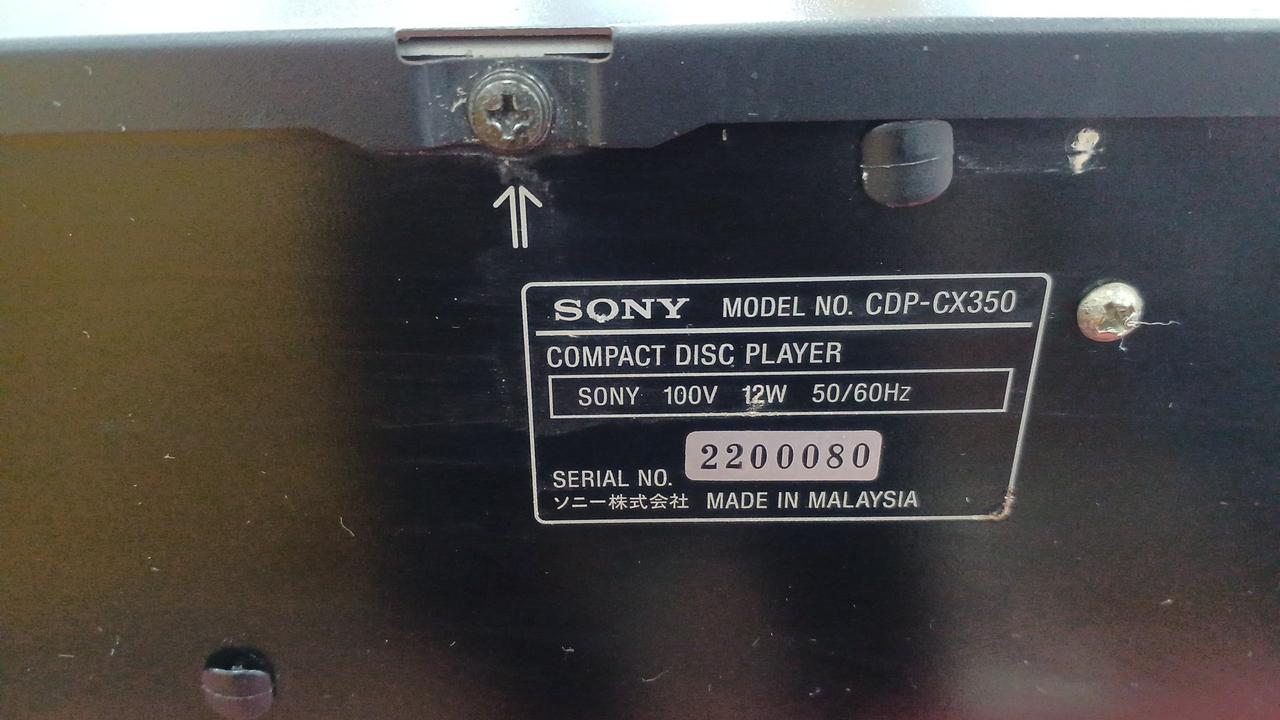 SONY MODEL NO. CDP-CX350
COMPACT DISC PLAYER
SONY 100V 12W 50/60Hz
SERIAL NO. 2200080
ソニー株式会社 MADE IN MALAYSIA